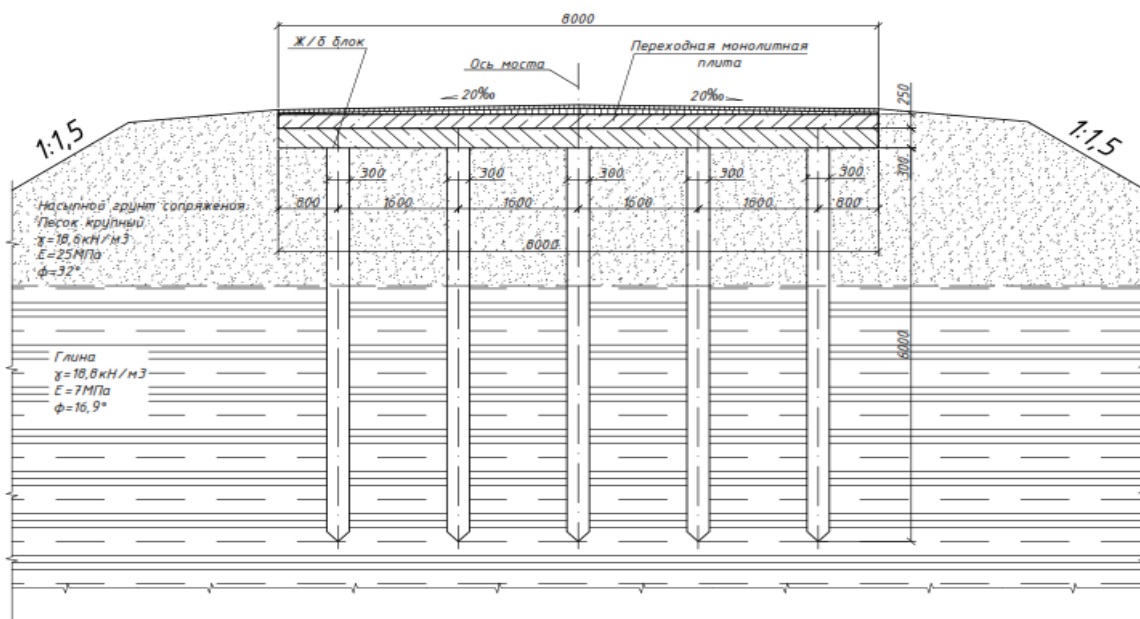 8000
Ж/б блок
Ось моста
Переходная монолитная
плита
20‰
20‰
250
1:1,5
1:1,5
300
300
300
300
300
300
Насыпной грунт сопряжения:
Песок крупный
γ=18,6кН/м3
E=25МПа
ф=32°
800
1600
1600
1600
1600
800
8000
6000
Глина
γ=18,8кН/м3
E=7МПа
ф=16,9°